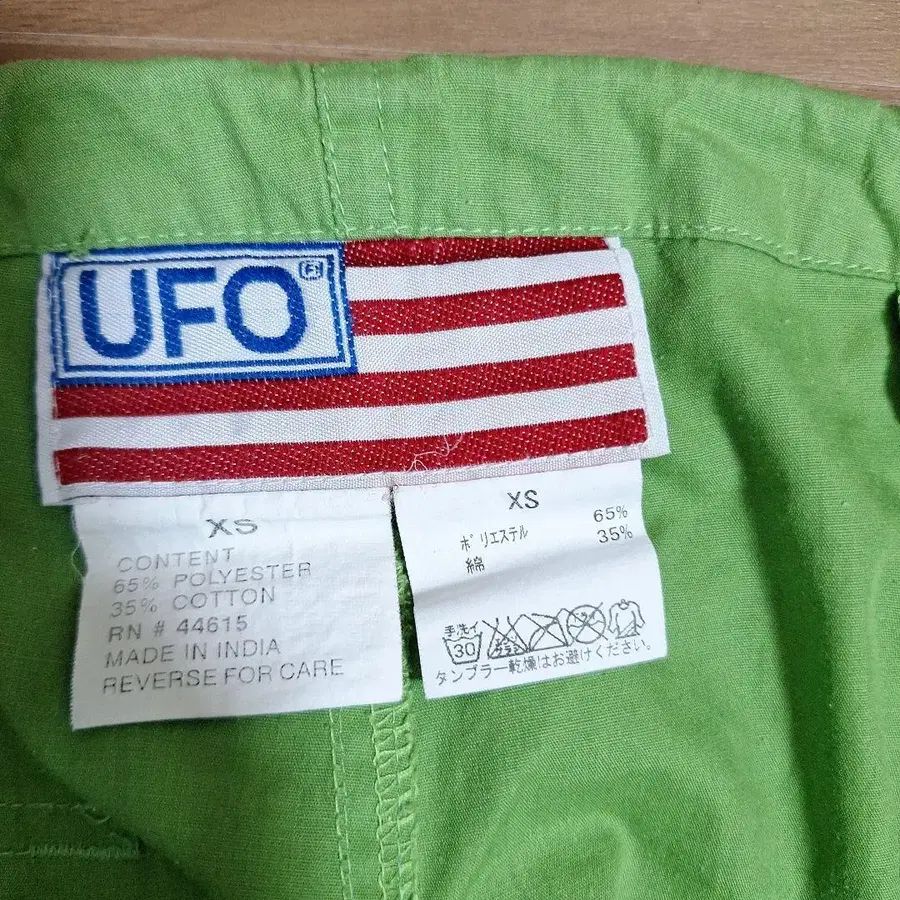 UFO®
XS
CONTENT
65% POLYESTER
35% COTTON
RN # 44615
MADE IN INDIA
REVERSE FOR CARE
XS
ポリエステル 65%
綿 35%
手洗イ
30
タンブラー乾燥はお避けください。